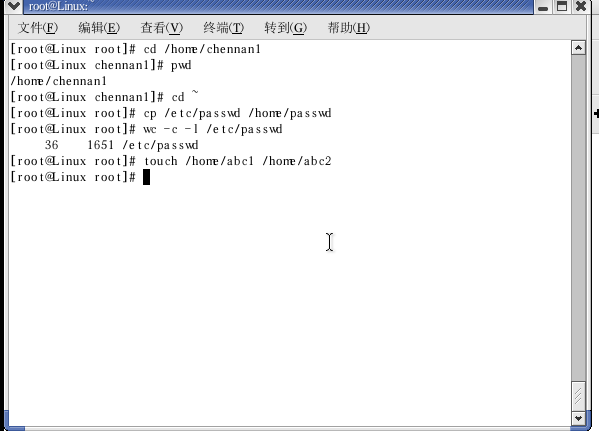 root@Linux:~
文件(F) 编辑(E) 查看(V) 终端(T) 转到(G) 帮助(H)
[root@Linux root]# cd /home/chennan1
[root@Linux chennan1]# pwd
/home/chennan1
[root@Linux chennan1]# cd ~
[root@Linux root]# cp /etc/passwd /home/passwd
[root@Linux root]# wc -c -l /etc/passwd
36 1651 /etc/passwd
[root@Linux root]# touch /home/abc1 /home/abc2
[root@Linux root]#